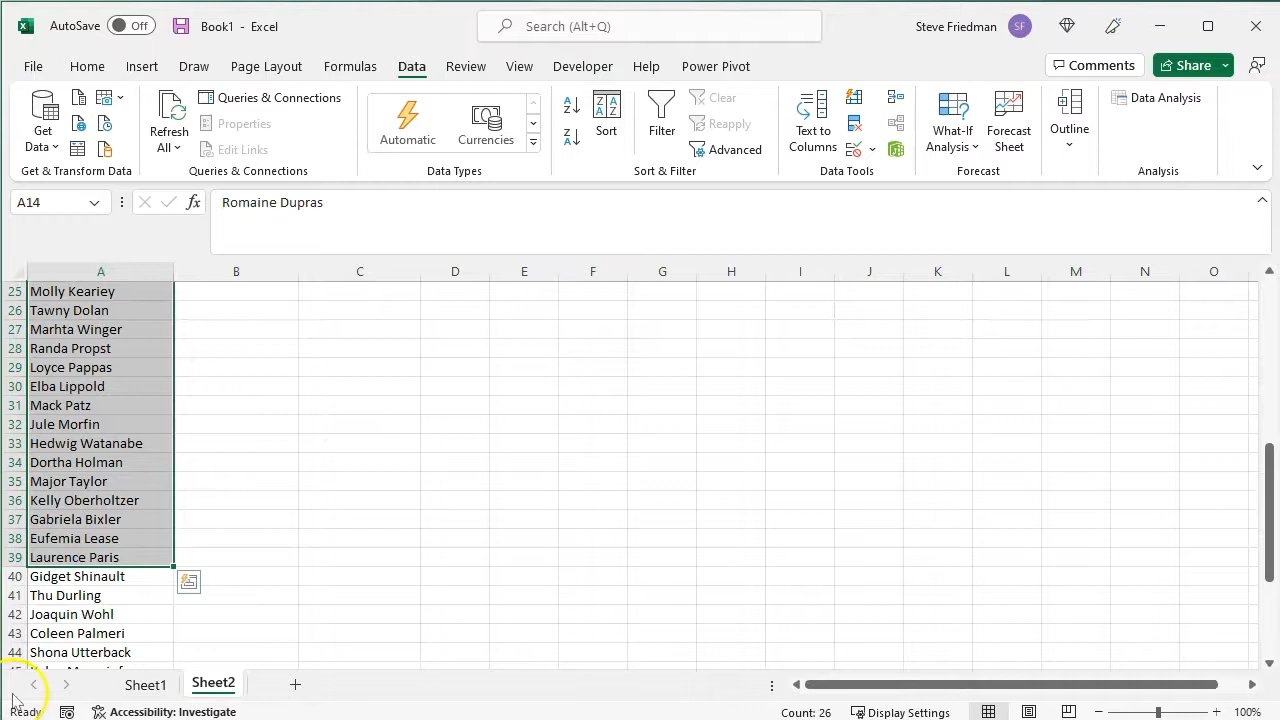 AutoSave Off Book1 - Excel Search (Alt+Q) Steve Friedman SF
File Home Insert Draw Page Layout Formulas Data Review View Developer Help Power Pivot Comments Share
Get Data
Refresh All
Queries & Connections
Properties
Edit Links
Automatic
Currencies
Sort
Filter
Clear
Reapply
Advanced
Text to Columns
What-If Analysis
Forecast Sheet
Outline
Data Analysis
Get & Transform Data Queries & Connections Data Types Sort & Filter Data Tools Forecast Analysis
A14 fx Romaine Dupras
A B C D E F G H I J K L M N O
25 Molly Keariey
26 Tawny Dolan
27 Marhta Winger
28 Randa Propst
29 Loyce Pappas
30 Elba Lippold
31 Mack Patz
32 Jule Morfin
33 Hedwig Watanabe
34 Dortha Holman
35 Major Taylor
36 Kelly Oberholtzer
37 Gabriela Bixler
38 Eufemia Lease
39 Laurence Paris
40 Gidget Shinault
41 Thu Durling
42 Joaquin Wohl
43 Coleen Palmeri
44 Shona Utterback
Sheet1 Sheet2
Ready Accessibility: Investigate Count: 26 Display Settings 100%